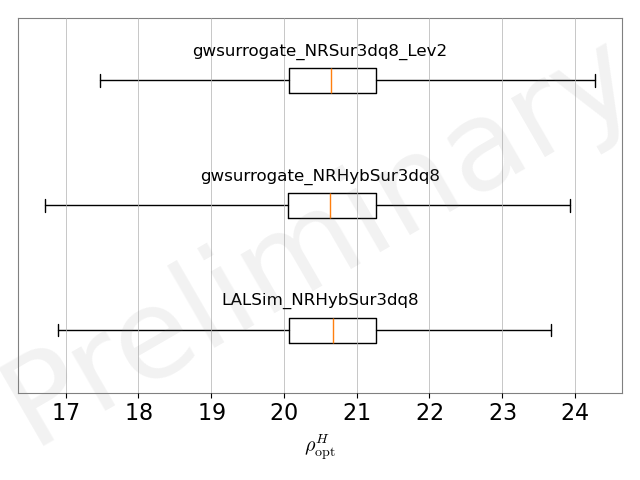 gwsurrogate_NRSur3dq8_Lev2
gwsurrogate_NRHybSur3dq8
LALSim_NRHybSur3dq8
Preliminary
17 18 19 20 21 22 23 24
ρ^H_opt